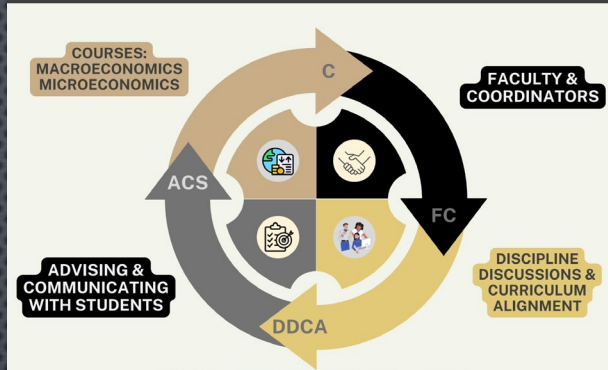 COURSES:
MACROECONOMICS
MICROECONOMICS
C
FACULTY &
COORDINATORS
ACS
FC
ADVISING &
COMMUNICATING
WITH STUDENTS
DISCIPLINE
DISCUSSIONS &
CURRICULUM
ALIGNMENT
DDCA